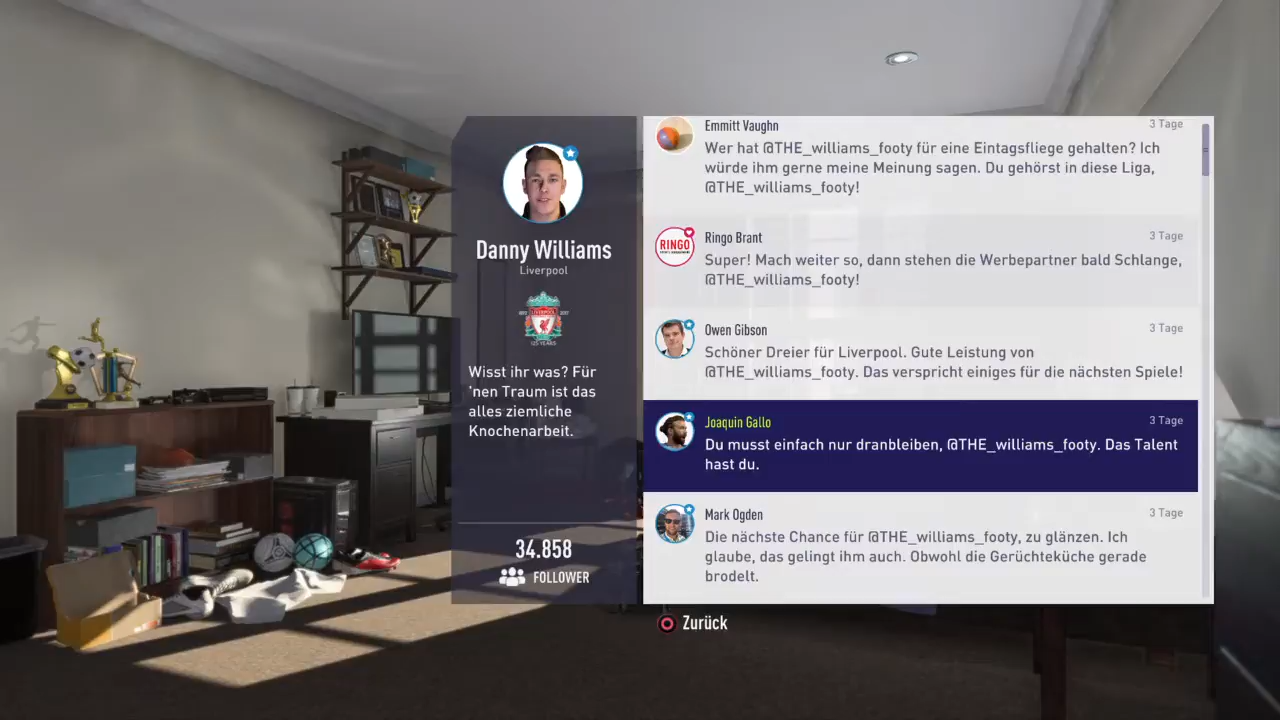 Danny Williams
Liverpool
LIVERPOOL
125 YEARS
Wisst ihr was? Für
'nen Traum ist das
alles ziemliche
Knochenarbeit.
34.858
FOLLOWER
Emmitt Vaughn
3 Tage
Wer hat @THE_williams_footy für eine Eintagsfliege gehalten? Ich
würde ihm gerne meine Meinung sagen. Du gehörst in diese Liga,
@THE_williams_footy!
RINGO
Ringo Brant
3 Tage
Super! Mach weiter so, dann stehen die Werbepartner bald Schlange,
@THE_williams_footy!
Owen Gibson
3 Tage
Schöner Dreier für Liverpool. Gute Leistung von
@THE_williams_footy. Das verspricht einiges für die nächsten Spiele!
Joaquin Gallo
3 Tage
Du musst einfach nur dranbleiben, @THE_williams_footy. Das Talent
hast du.
Mark Ogden
3 Tage
Die nächste Chance für @THE_williams_footy, zu glänzen. Ich
glaube, das gelingt ihm auch. Obwohl die Gerüchteküche gerade
brodelt.
Zurück